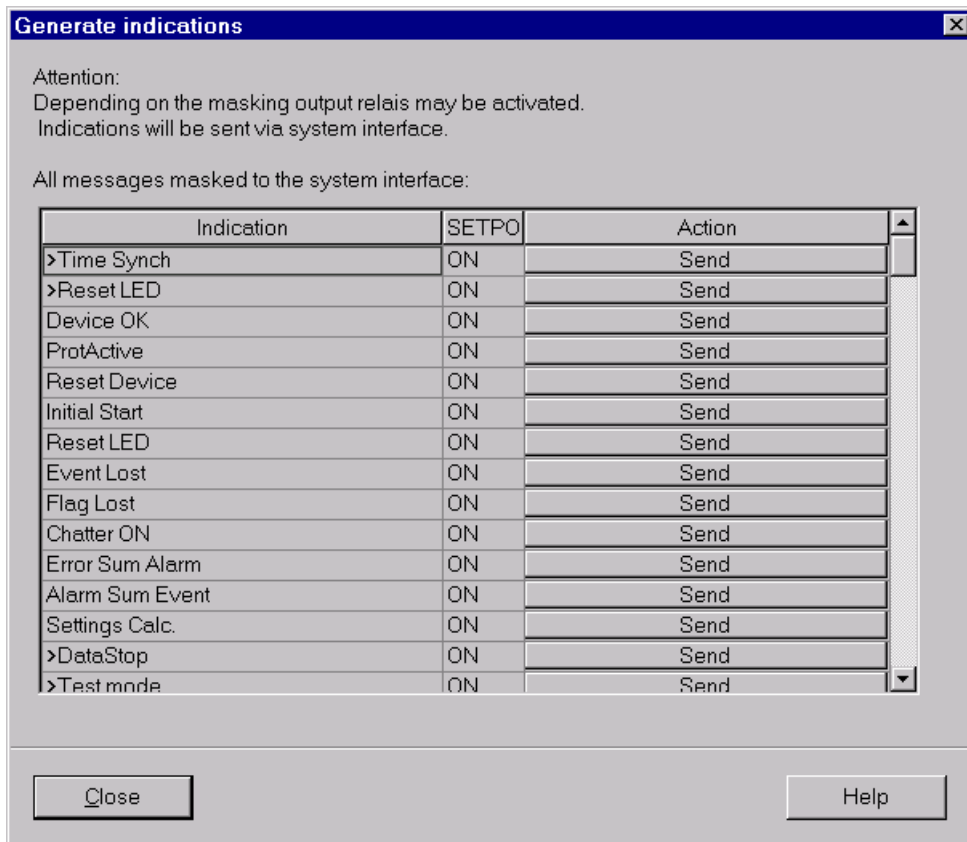 Generate indications
Attention:
Depending on the masking output relais may be activated.
Indications will be sent via system interface.
All messages masked to the system interface:
Indication SETPO Action
>Time Synch ON Send
>Reset LED ON Send
Device OK ON Send
ProtActive ON Send
Reset Device ON Send
Initial Start ON Send
Reset LED ON Send
Event Lost ON Send
Flag Lost ON Send
Chatter ON ON Send
Error Sum Alarm ON Send
Alarm Sum Event ON Send
Settings Calc. ON Send
>DataStop ON Send
>Test mode ON Send
Close Help